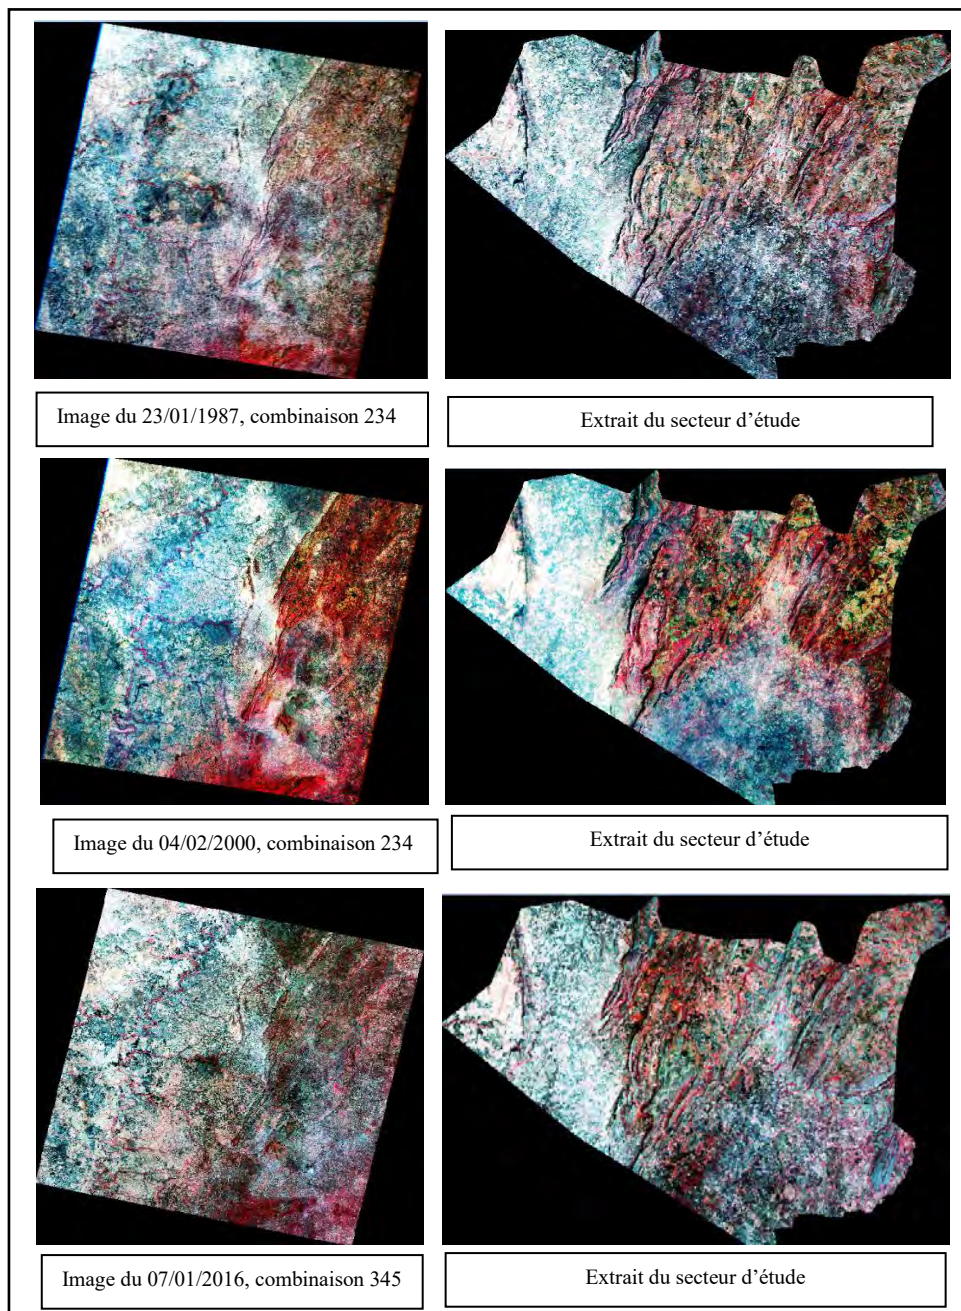 Image du 23/01/1987, combinaison 234
Extrait du secteur d’étude
Image du 04/02/2000, combinaison 234
Extrait du secteur d’étude
Image du 07/01/2016, combinaison 345
Extrait du secteur d’étude